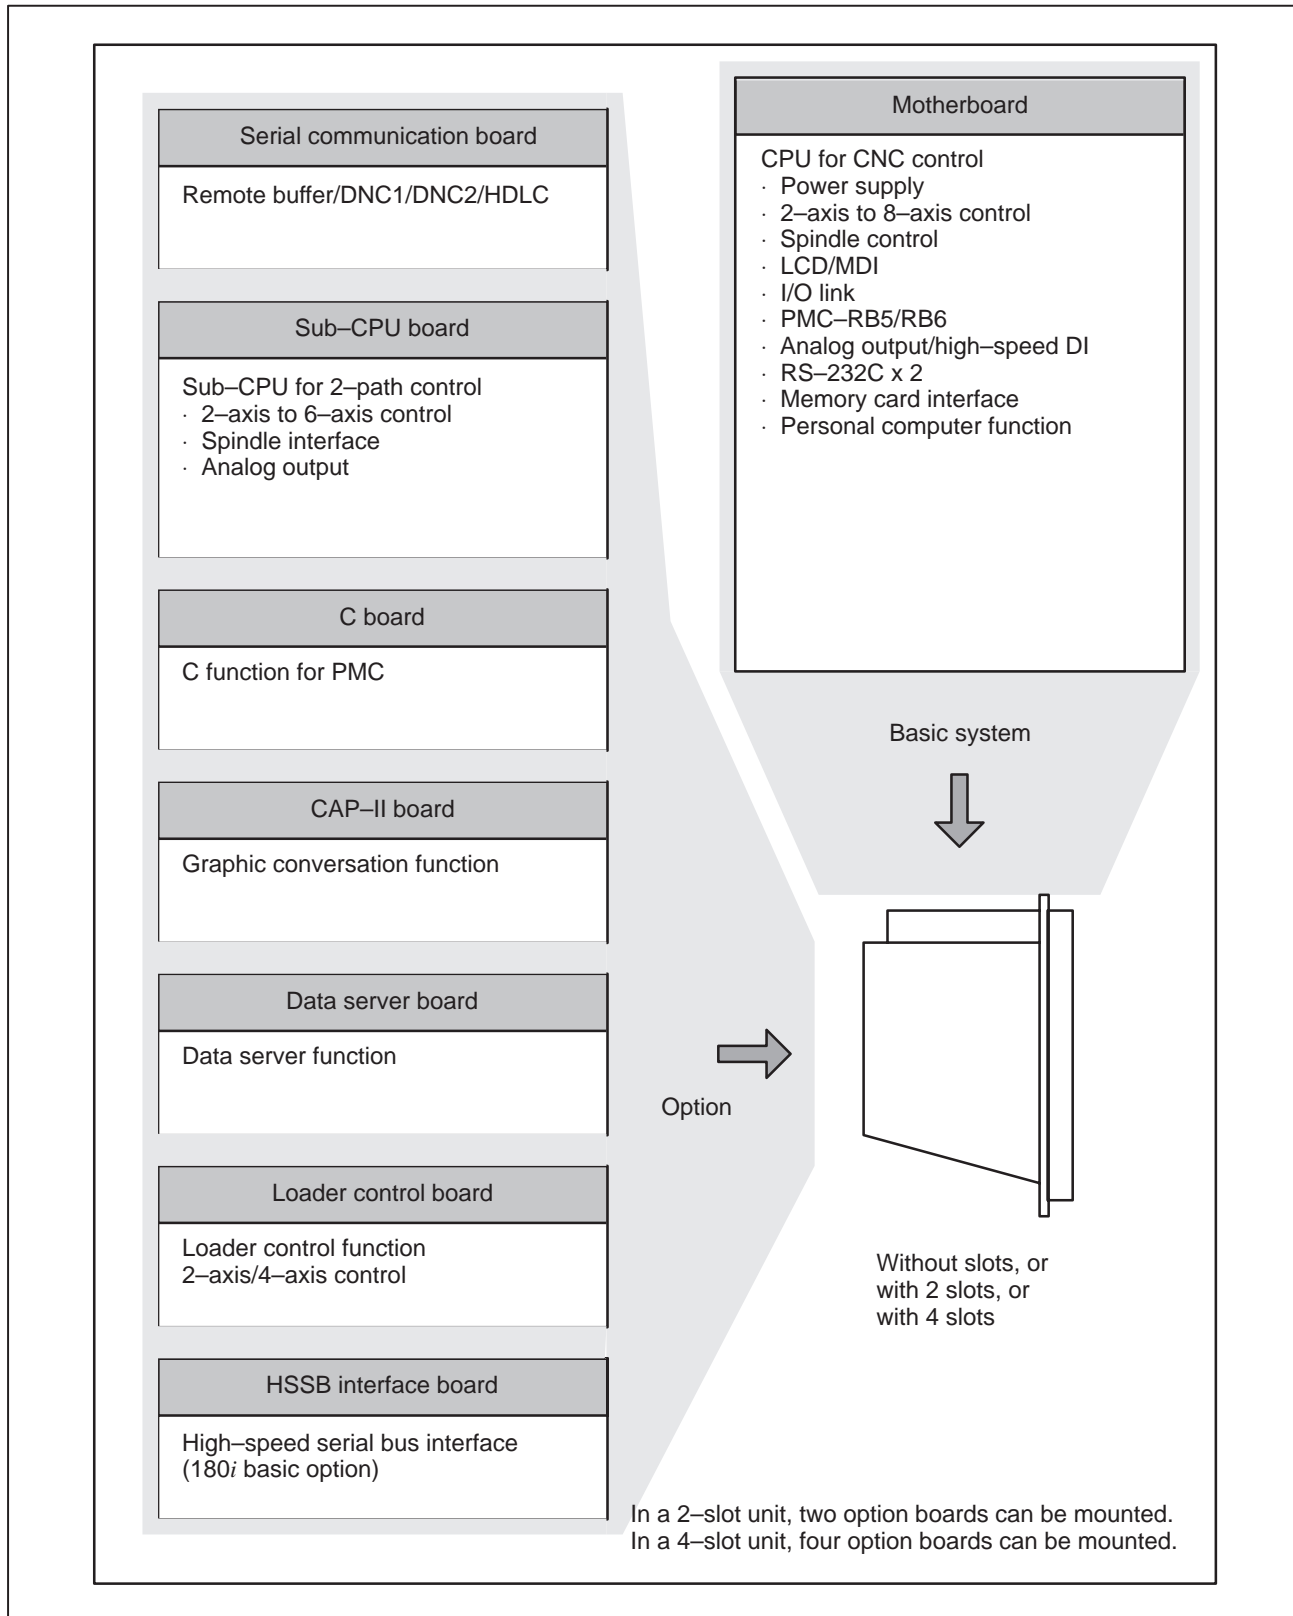 Serial communication board
Remote buffer/DNC1/DNC2/HDLC
Sub–CPU board
Sub–CPU for 2–path control
· 2–axis to 6–axis control
· Spindle interface
· Analog output
C board
C function for PMC
CAP–II board
Graphic conversation function
Data server board
Data server function
Loader control board
Loader control function
2–axis/4–axis control
HSSB interface board
High–speed serial bus interface
(180i basic option)
Option
Motherboard
CPU for CNC control
· Power supply
· 2–axis to 8–axis control
· Spindle control
· LCD/MDI
· I/O link
· PMC–RB5/RB6
· Analog output/high–speed DI
· RS–232C x 2
· Memory card interface
· Personal computer function
Basic system
Without slots, or
with 2 slots, or
with 4 slots
In a 2–slot unit, two option boards can be mounted.
In a 4–slot unit, four option boards can be mounted.